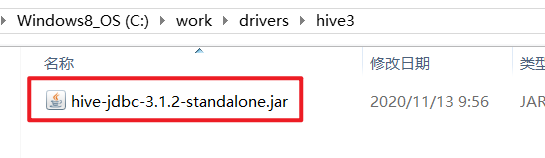 Windows8_OS (C:) › work › drivers › hive3
名称 修改日期 类型
hive-jdbc-3.1.2-standalone.jar 2020/11/13 9:56 JAR